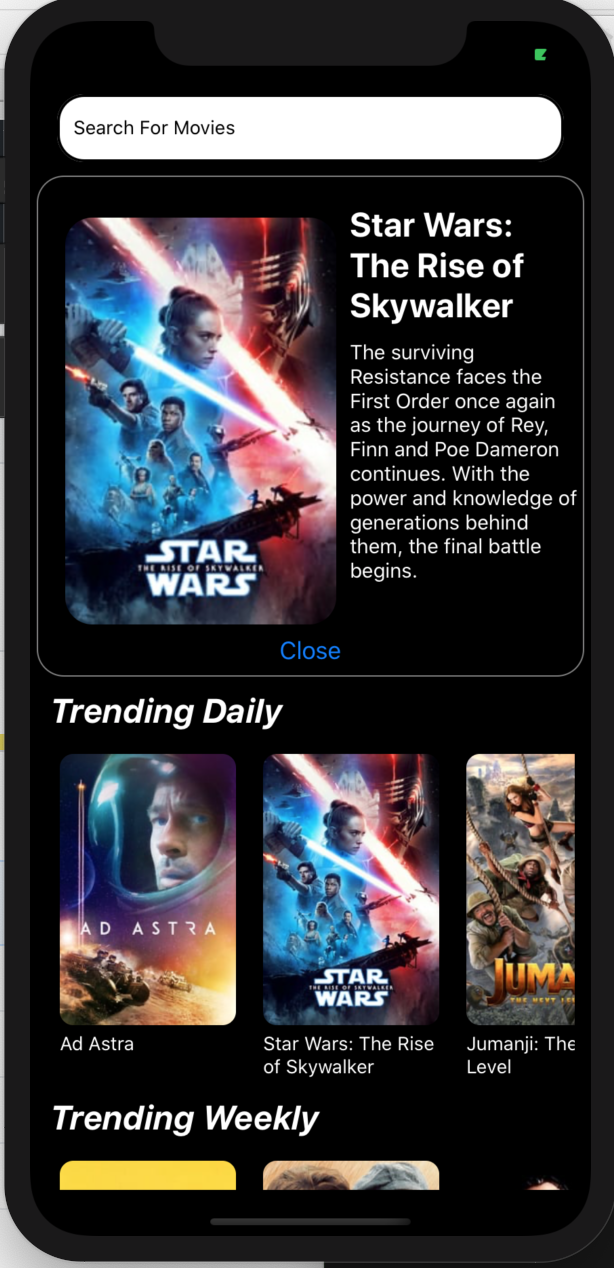 Search For Movies
Star Wars:
The Rise of
Skywalker
The surviving
Resistance faces the
First Order once again
as the journey of Rey,
Finn and Poe Dameron
continues. With the
power and knowledge of
generations behind
them, the final battle
begins.
STAR
THE RISE OF SKYWALKER
WARS
Close
Trending Daily
AD ASTRA
STAR
THE RISE OF SKYWALKER
WARS
JUMA
THE NEXT LE
Ad Astra
Star Wars: The Rise
of Skywalker
Jumanji: The
Level
Trending Weekly